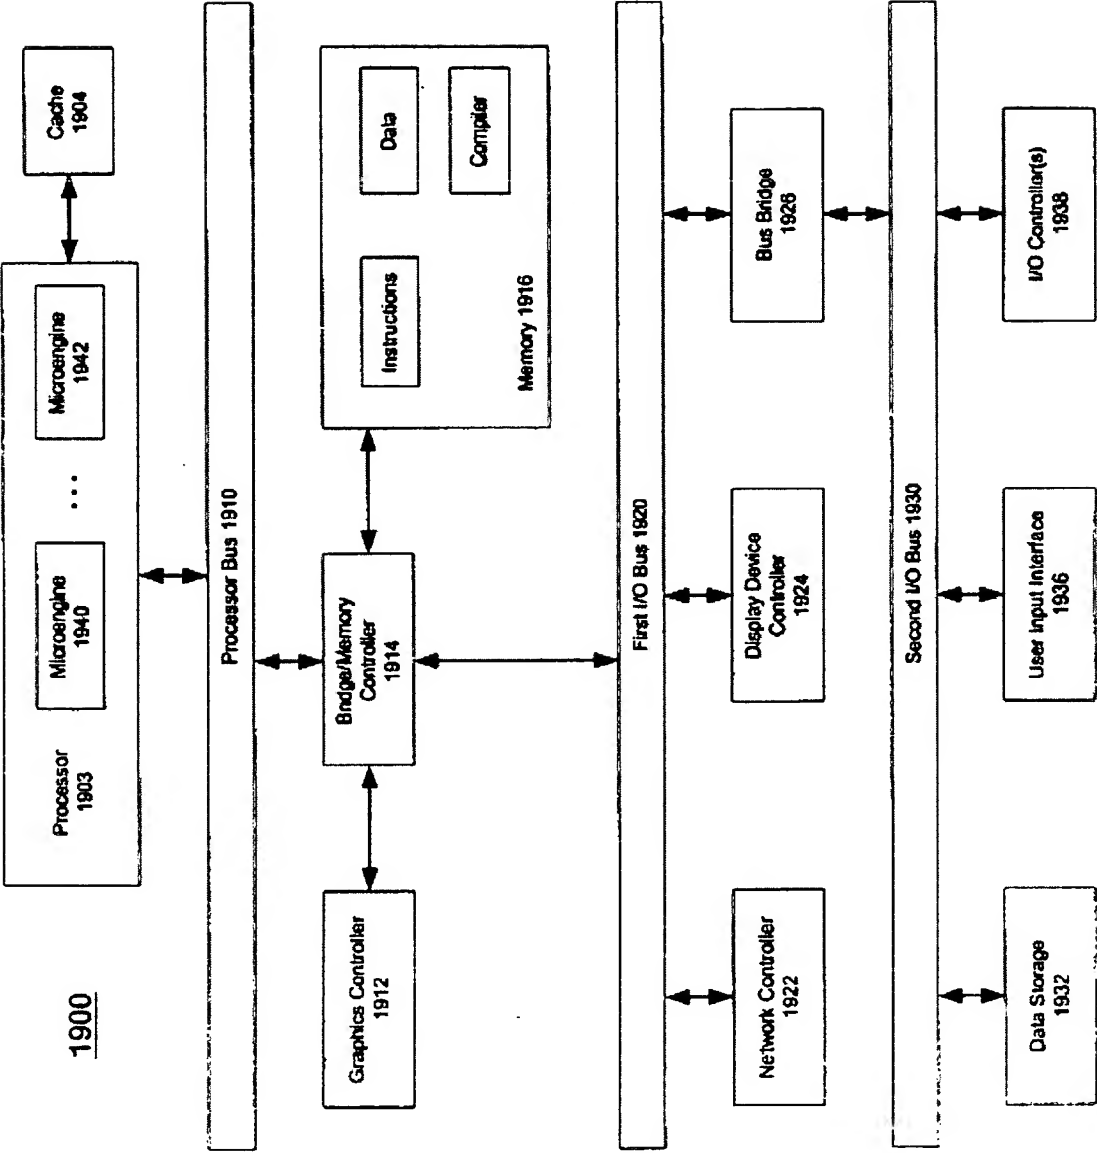 1900
Processor
1903
Microengine
1940
...
Microengine
1942
Cache
1904
Processor Bus 1910
Graphics Controller
1912
Bridge/Memory
Controller
1914
Instructions
Data
Compiler
Memory 1916
First I/O Bus 1920
Network Controller
1922
Display Device
Controller
1924
Bus Bridge
1926
Second I/O Bus 1930
Data Storage
1932
User Input Interface
1936
I/O Controller(s)
1938